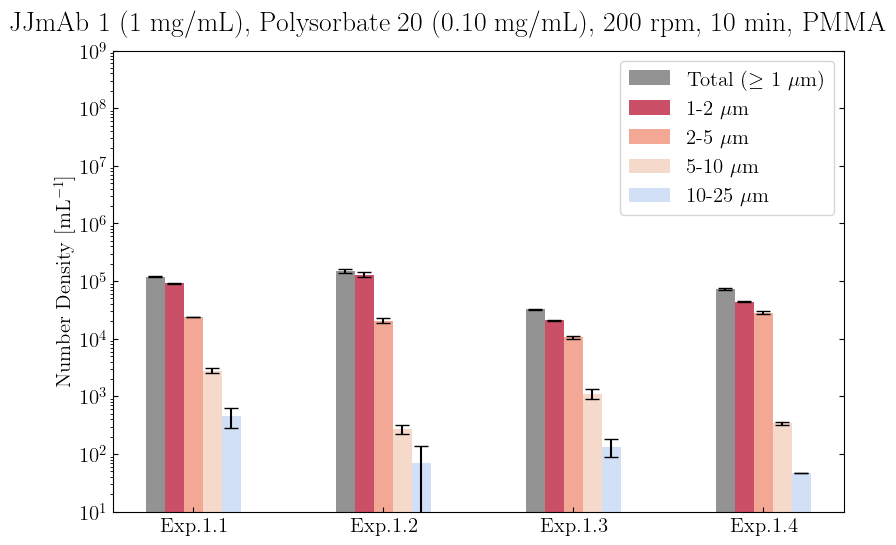 JJmAb 1 (1 mg/mL), Polysorbate 20 (0.10 mg/mL), 200 rpm, 10 min, PMMA
Total (≥ 1 μm)
1-2 μm
2-5 μm
5-10 μm
10-25 μm
Number Density [mL⁻¹]
10⁹
10⁸
10⁷
10⁶
10⁵
10⁴
10³
10²
10¹
Exp.1.1 Exp.1.2 Exp.1.3 Exp.1.4